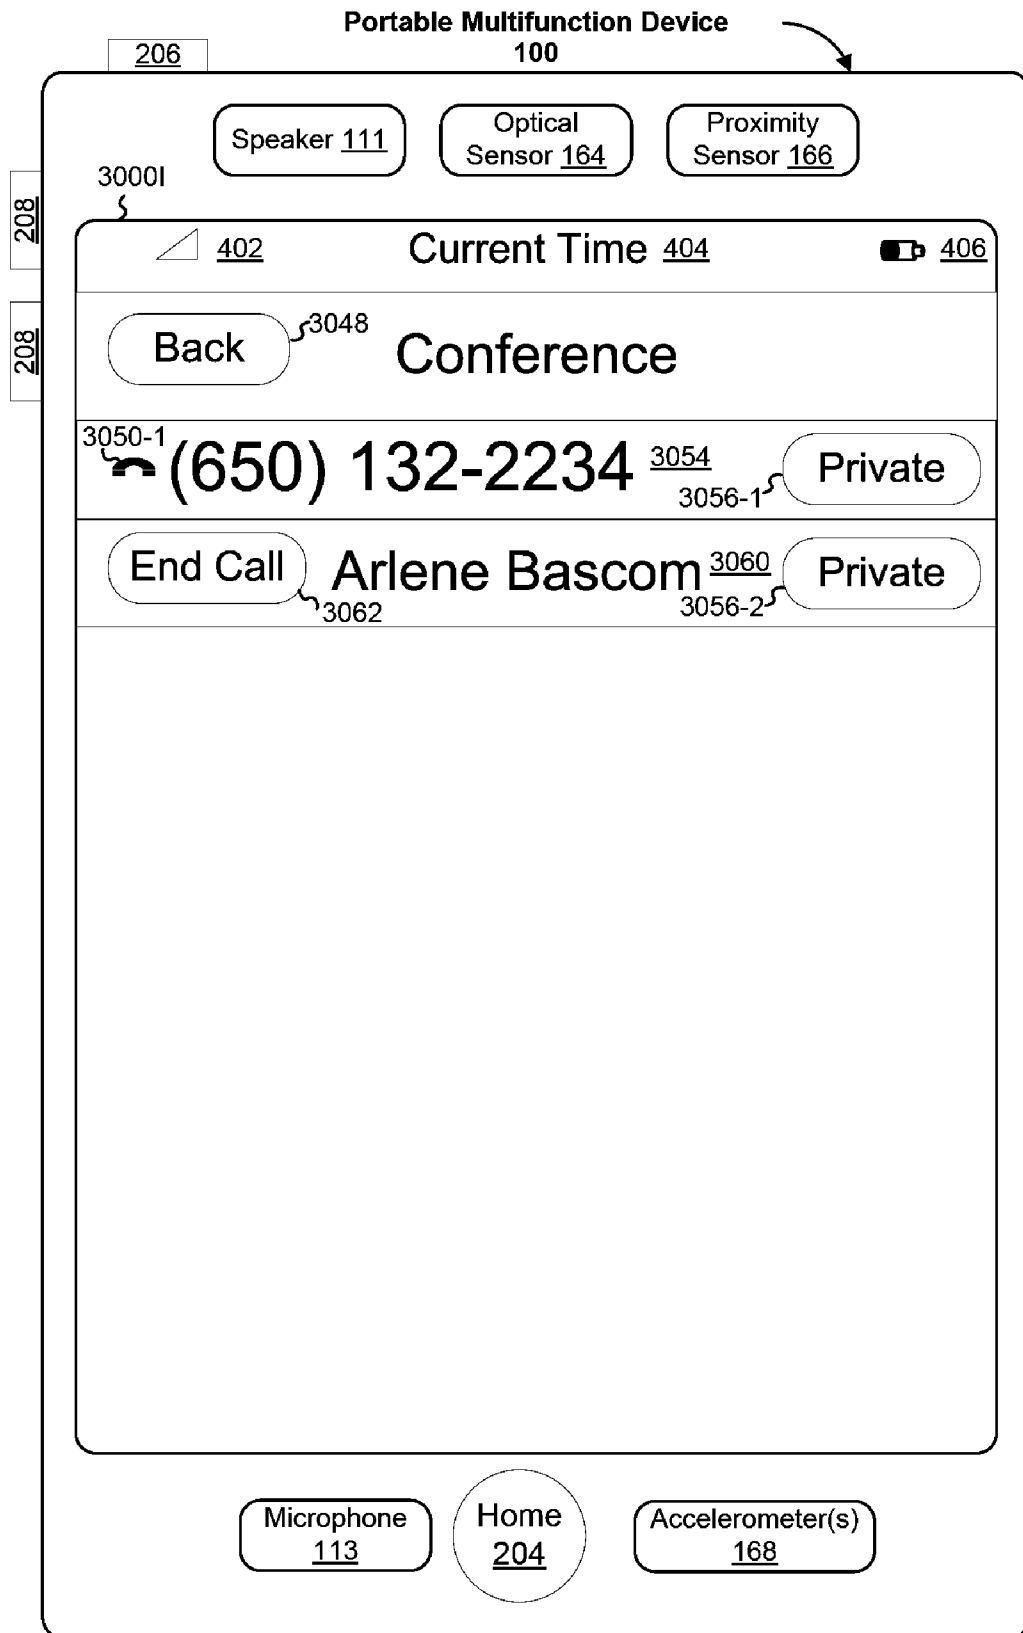 Portable Multifunction Device
100
206
Speaker 111
Optical
Sensor 164
Proximity
Sensor 166
3000I
208
402
Current Time 404
406
208
Back
3048
Conference
3050-1
(650) 132-2234
3054
3056-1
Private
End Call
3062
Arlene Bascom
3060
3056-2
Private
Microphone
113
Home
204
Accelerometer(s)
168